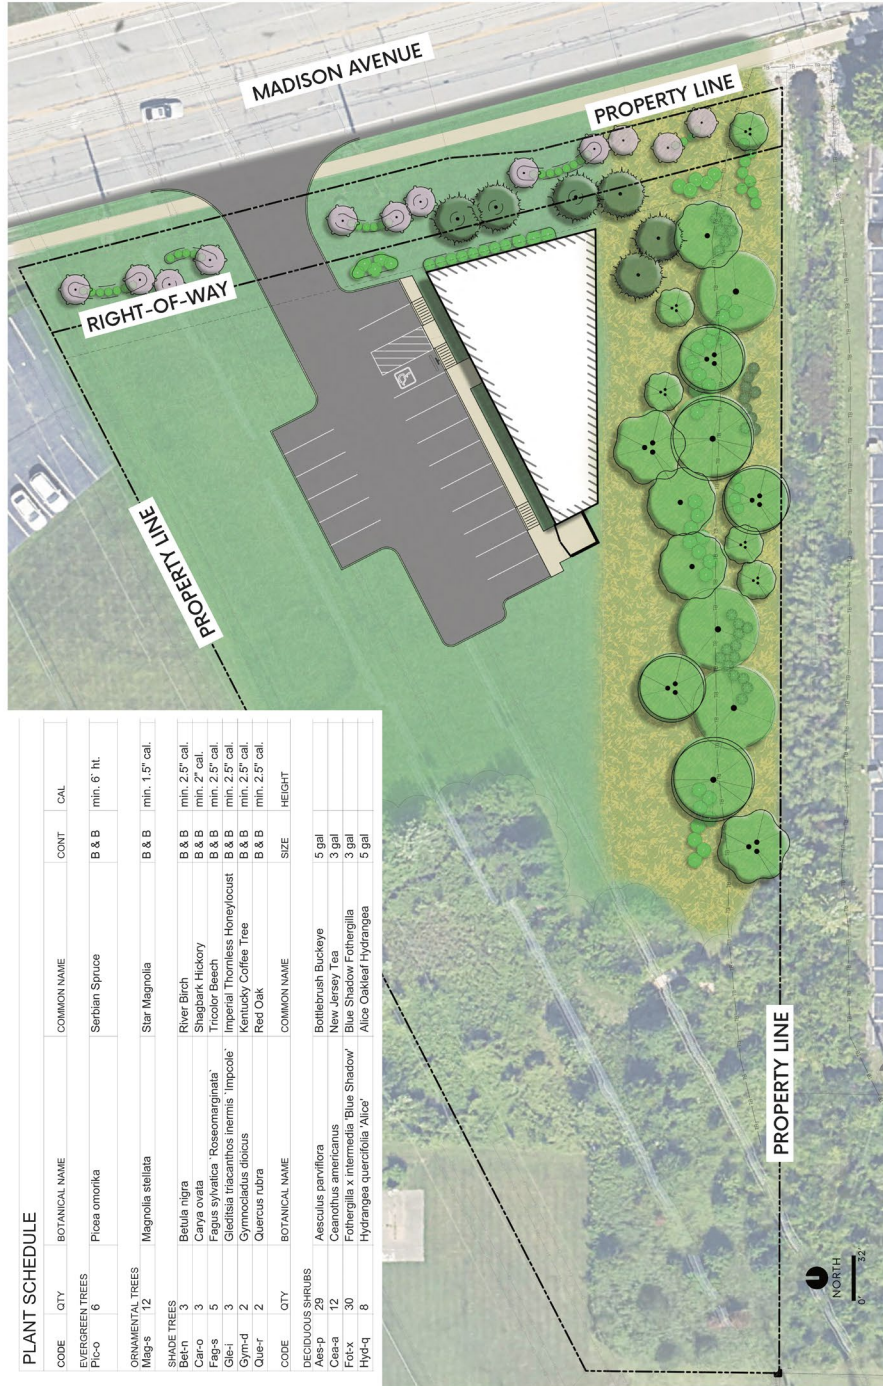 MADISON AVENUE
PROPERTY LINE
RIGHT-OF-WAY
PROPERTY LINE
PROPERTY LINE
NORTH
0' 32'
PLANT SCHEDULE
CODE QTY BOTANICAL NAME COMMON NAME CONT CAL
EVERGREEN TREES
Pic-o 6 Picea omorika Serbian Spruce B & B min. 6` ht.
ORNAMENTAL TREES
Mag-s 12 Magnolia stellata Star Magnolia B & B min. 1.5" cal.
SHADE TREES
Bet-n 3 Betula nigra River Birch B & B min. 2.5" cal.
Car-o 3 Carya ovata Shagbark Hickory B & B min. 2" cal.
Fag-s 5 Fagus sylvatica `Roseomarginata` Tricolor Beech B & B min. 2.5" cal.
Gle-i 3 Gleditsia triacanthos inermis `Impcole` Imperial Thornless Honeylocust B & B min. 2.5" cal.
Gym-d 2 Gymnocladus dioicus Kentucky Coffee Tree B & B min. 2.5" cal.
Que-r 2 Quercus rubra Red Oak B & B min. 2.5" cal.
CODE QTY BOTANICAL NAME COMMON NAME SIZE HEIGHT
DECIDUOUS SHRUBS
Aes-p 29 Aesculus parviflora Bottlebrush Buckeye 5 gal
Cea-a 12 Ceanothus americanus New Jersey Tea 3 gal
Fot-x 30 Fothergilla x intermedia 'Blue Shadow' Blue Shadow Fothergilla 3 gal
Hyd-q 8 Hydrangea quercifolia 'Alice' Alice Oakleaf Hydrangea 5 gal